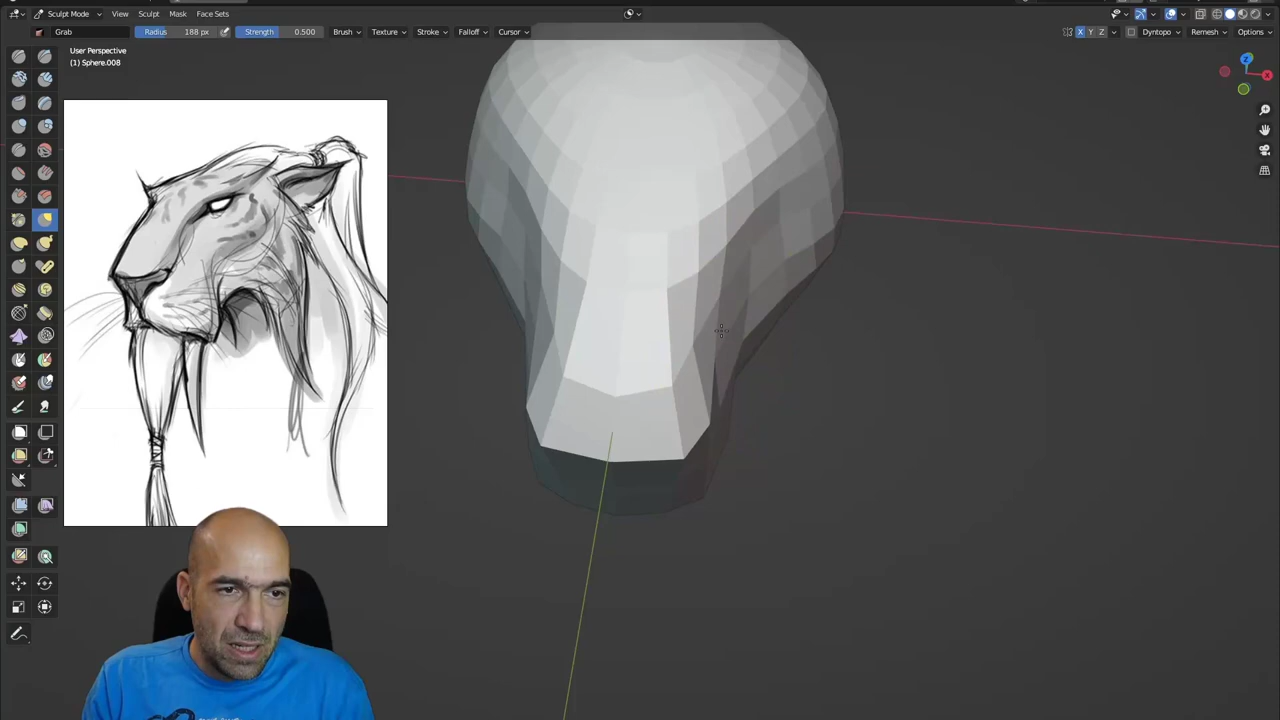 Sculpt Mode View Sculpt Mask Face Sets
Grab Radius 188 px Strength 0.500 Brush Texture Stroke Falloff Cursor X Y Z Dyntopo Remesh Options
User Perspective
(1) Sphere.008
Z
X